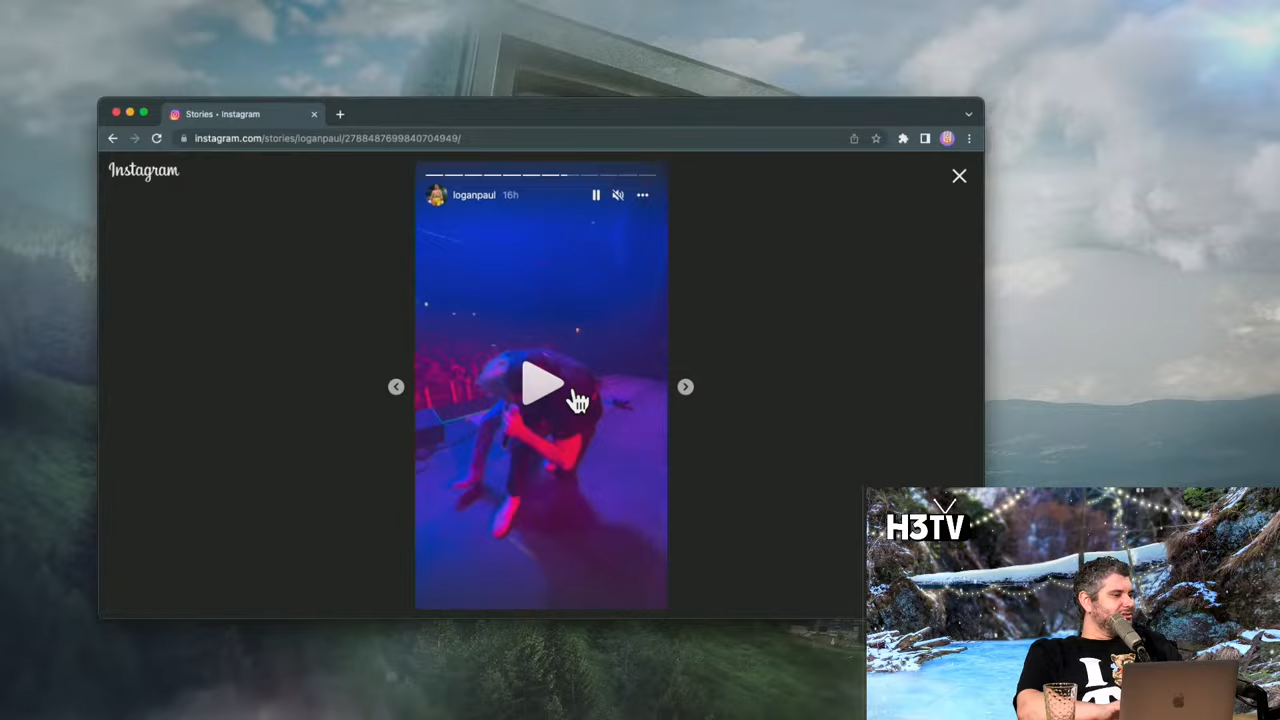 Stories • Instagram
instagram.com/stories/loganpaul/2788487699840704949/
Instagram
loganpaul 16h
H3TV
I